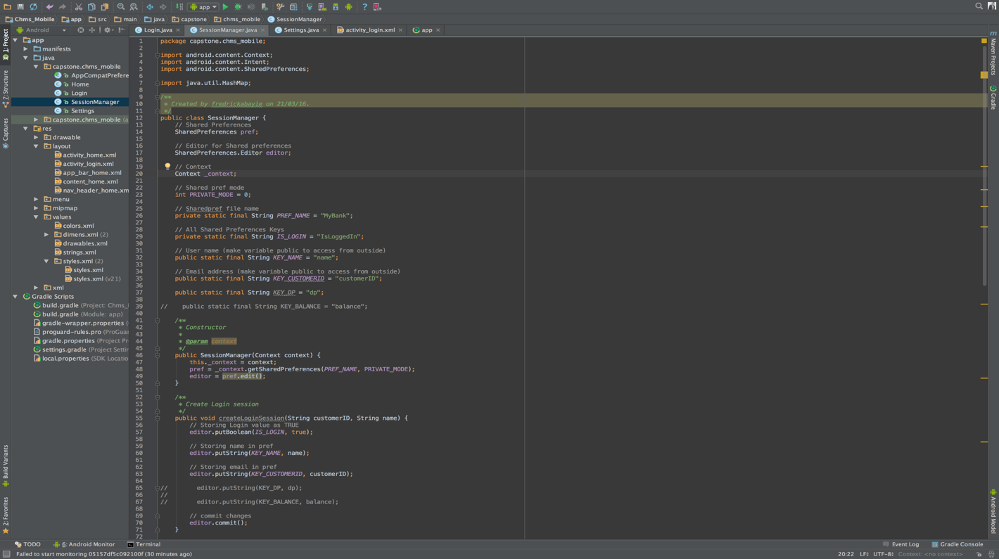 app
Chms_Mobile app src main java capstone chms_mobile SessionManager
Android
Login.java SessionManager.java Settings.java activity_login.xml app
1: Project
Z: Structure
Captures
Build Variants
2: Favorites
app
manifests
java
capstone.chms_mobile
AppCompatPrefere
Home
Login
SessionManager
Settings
capstone.chms_mobile (a
res
drawable
layout
activity_home.xml
activity_login.xml
app_bar_home.xml
content_home.xml
nav_header_home.xm
menu
mipmap
values
colors.xml
dimens.xml (2)
drawables.xml
strings.xml
styles.xml (2)
styles.xml
styles.xml (v21)
xml
Gradle Scripts
build.gradle (Project: Chms_
build.gradle (Module: app)
gradle-wrapper.properties (
proguard-rules.pro (ProGua
gradle.properties (Project Pr
settings.gradle (Project Settin
local.properties (SDK Locatio
1 package capstone.chms_mobile;
2
3 import android.content.Context;
4 import android.content.Intent;
5 import android.content.SharedPreferences;
6
7 import java.util.HashMap;
8
9 /**
10 * Created by fredrickabayie on 21/03/16.
11 */
12 public class SessionManager {
13 // Shared Preferences
14 SharedPreferences pref;
15
16 // Editor for Shared preferences
17 SharedPreferences.Editor editor;
18
19 // Context
20 Context _context;
21
22 // Shared pref mode
23 int PRIVATE_MODE = 0;
24
25 // Sharedpref file name
26 private static final String PREF_NAME = "MyBank";
27
28 // All Shared Preferences Keys
29 private static final String IS_LOGIN = "IsLoggedIn";
30
31 // User name (make variable public to access from outside)
32 public static final String KEY_NAME = "name";
33
34 // Email address (make variable public to access from outside)
35 public static final String KEY_CUSTOMERID = "customerID";
36
37 public static final String KEY_DP = "dp";
38
39 // public static final String KEY_BALANCE = "balance";
40
41 /**
42 * Constructor
43 *
44 * @param context
45 */
46 public SessionManager(Context context) {
47 this._context = context;
48 pref = _context.getSharedPreferences(PREF_NAME, PRIVATE_MODE);
49 editor = pref.edit();
50 }
51
52 /**
53 * Create Login session
54 */
55 public void createLoginSession(String customerID, String name) {
56 // Storing Login value as TRUE
57 editor.putBoolean(IS_LOGIN, true);
58
59 // Storing name in pref
60 editor.putString(KEY_NAME, name);
61
62 // Storing email in pref
63 editor.putString(KEY_CUSTOMERID, customerID);
64
65 // editor.putString(KEY_DP, dp);
66 //
67 // editor.putString(KEY_BALANCE, balance);
68
69 // commit changes
70 editor.commit();
71 }
72
Maven Projects
Gradle
Android Model
TODO 6: Android Monitor Terminal Event Log Gradle Console
Failed to start monitoring 05157df5c092100f (30 minutes ago) 20:22 LF÷ UTF-8÷ Context: <no context>